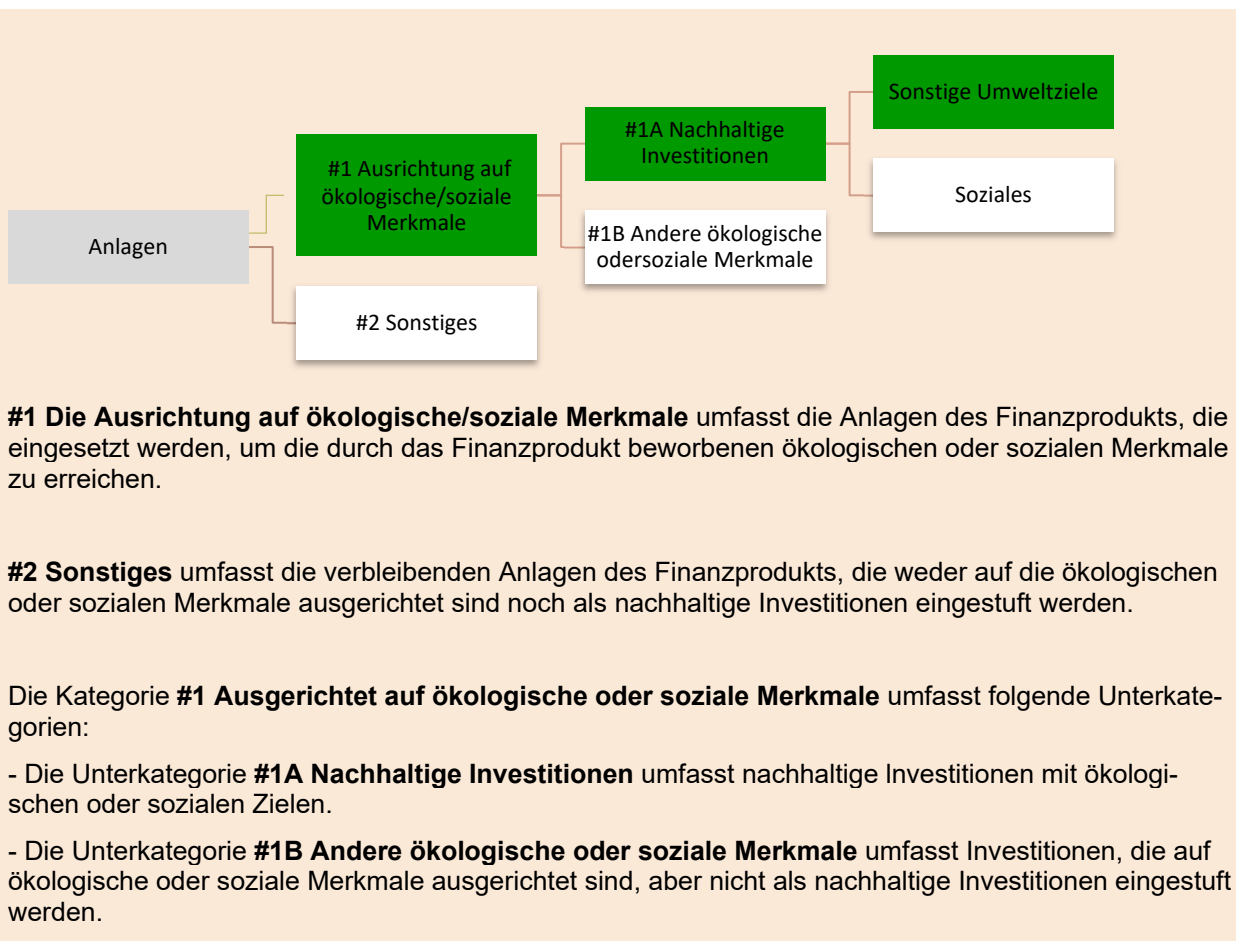 Sonstige Umweltziele
#1A Nachhaltige
Investitionen
#1 Ausrichtung auf
ökologische/soziale
Merkmale
Soziales
Anlagen
#1B Andere ökologische
odersoziale Merkmale
#2 Sonstiges
#1 Die Ausrichtung auf ökologische/soziale Merkmale umfasst die Anlagen des Finanzprodukts, die
eingesetzt werden, um die durch das Finanzprodukt beworbenen ökologischen oder sozialen Merkmale
zu erreichen.
#2 Sonstiges umfasst die verbleibenden Anlagen des Finanzprodukts, die weder auf die ökologischen
oder sozialen Merkmale ausgerichtet sind noch als nachhaltige Investitionen eingestuft werden.
Die Kategorie #1 Ausgerichtet auf ökologische oder soziale Merkmale umfasst folgende Unterkate-
gorien:
- Die Unterkategorie #1A Nachhaltige Investitionen umfasst nachhaltige Investitionen mit ökologi-
schen oder sozialen Zielen.
- Die Unterkategorie #1B Andere ökologische oder soziale Merkmale umfasst Investitionen, die auf
ökologische oder soziale Merkmale ausgerichtet sind, aber nicht als nachhaltige Investitionen eingestuft
werden.